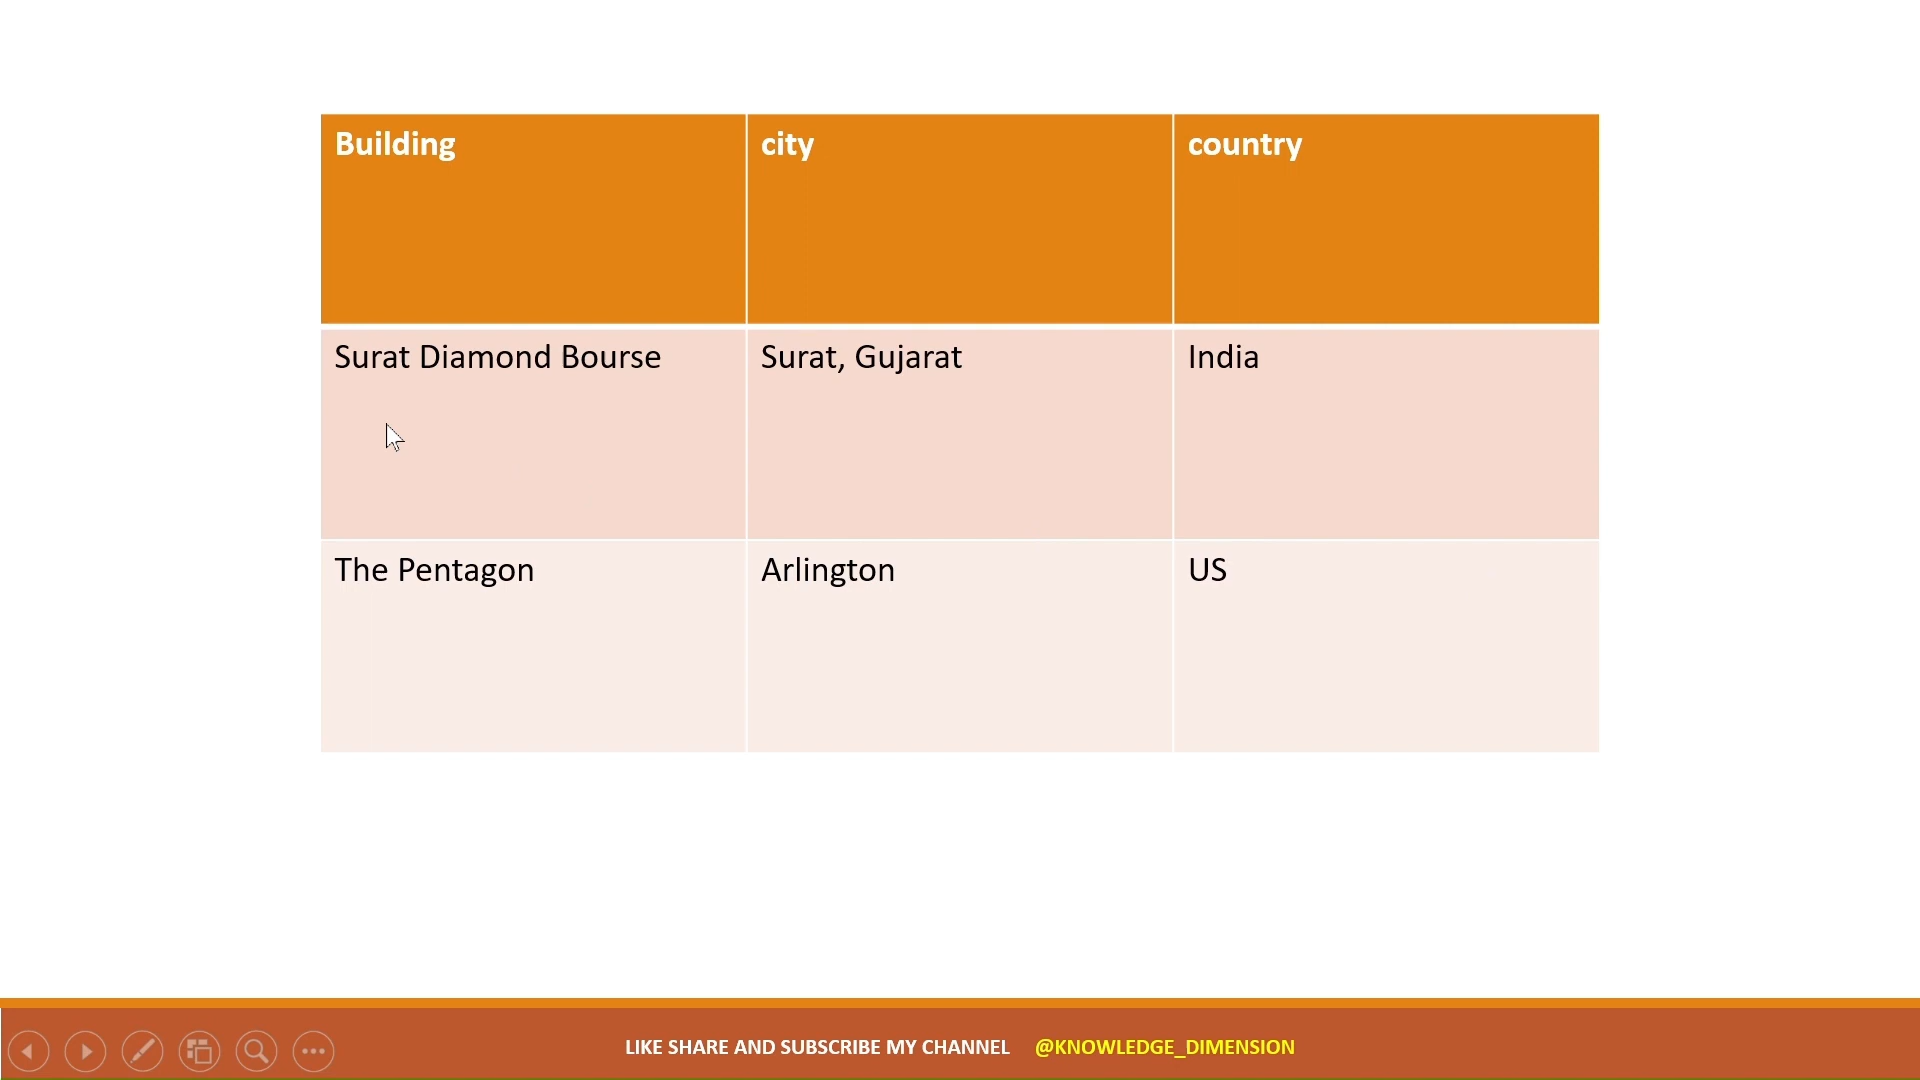 Building city country
Surat Diamond Bourse Surat, Gujarat India
The Pentagon Arlington US
LIKE SHARE AND SUBSCRIBE MY CHANNEL @KNOWLEDGE_DIMENSION